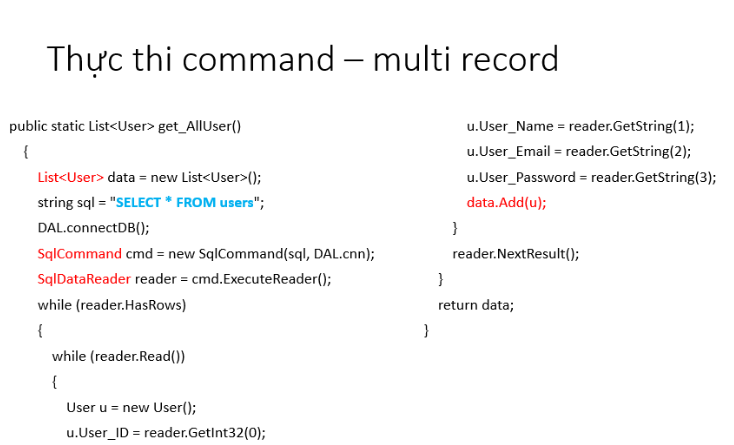 Thực thi command – multi record
public static List<User> get_AllUser()
{
List<User> data = new List<User>();
string sql = "SELECT * FROM users";
DAL.connectDB();
SqlCommand cmd = new SqlCommand(sql, DAL.cnn);
SqlDataReader reader = cmd.ExecuteReader();
while (reader.HasRows)
{
while (reader.Read())
{
User u = new User();
u.User_ID = reader.GetInt32(0);
u.User_Name = reader.GetString(1);
u.User_Email = reader.GetString(2);
u.User_Password = reader.GetString(3);
data.Add(u);
}
reader.NextResult();
}
return data;
}